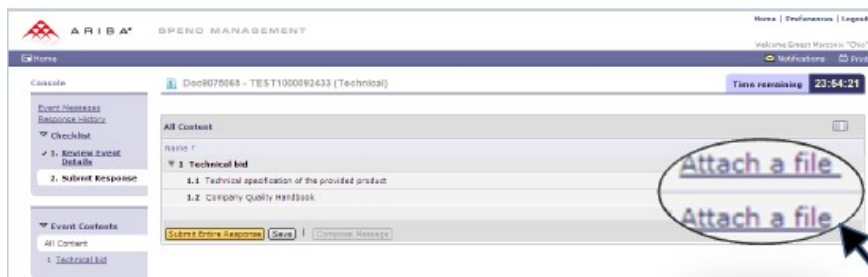 Home | Preferences | Logout
ARIBA SPEND MANAGEMENT
Home
Notifications Print
Console
Doc9078063 - TEST1000092433 (Technical)
Time remaining 23:54:21
Event Messages
Response History
Checklist
1. Review Event Details
2. Submit Response
Event Contents
All Content
1 Technical bid
All Content
Name ↑
1 Technical bid
1.1 Technical specification of the provided product
Attach a file
1.2 Company Quality Handbook
Attach a file
Submit Entire Response Save | Compose Message